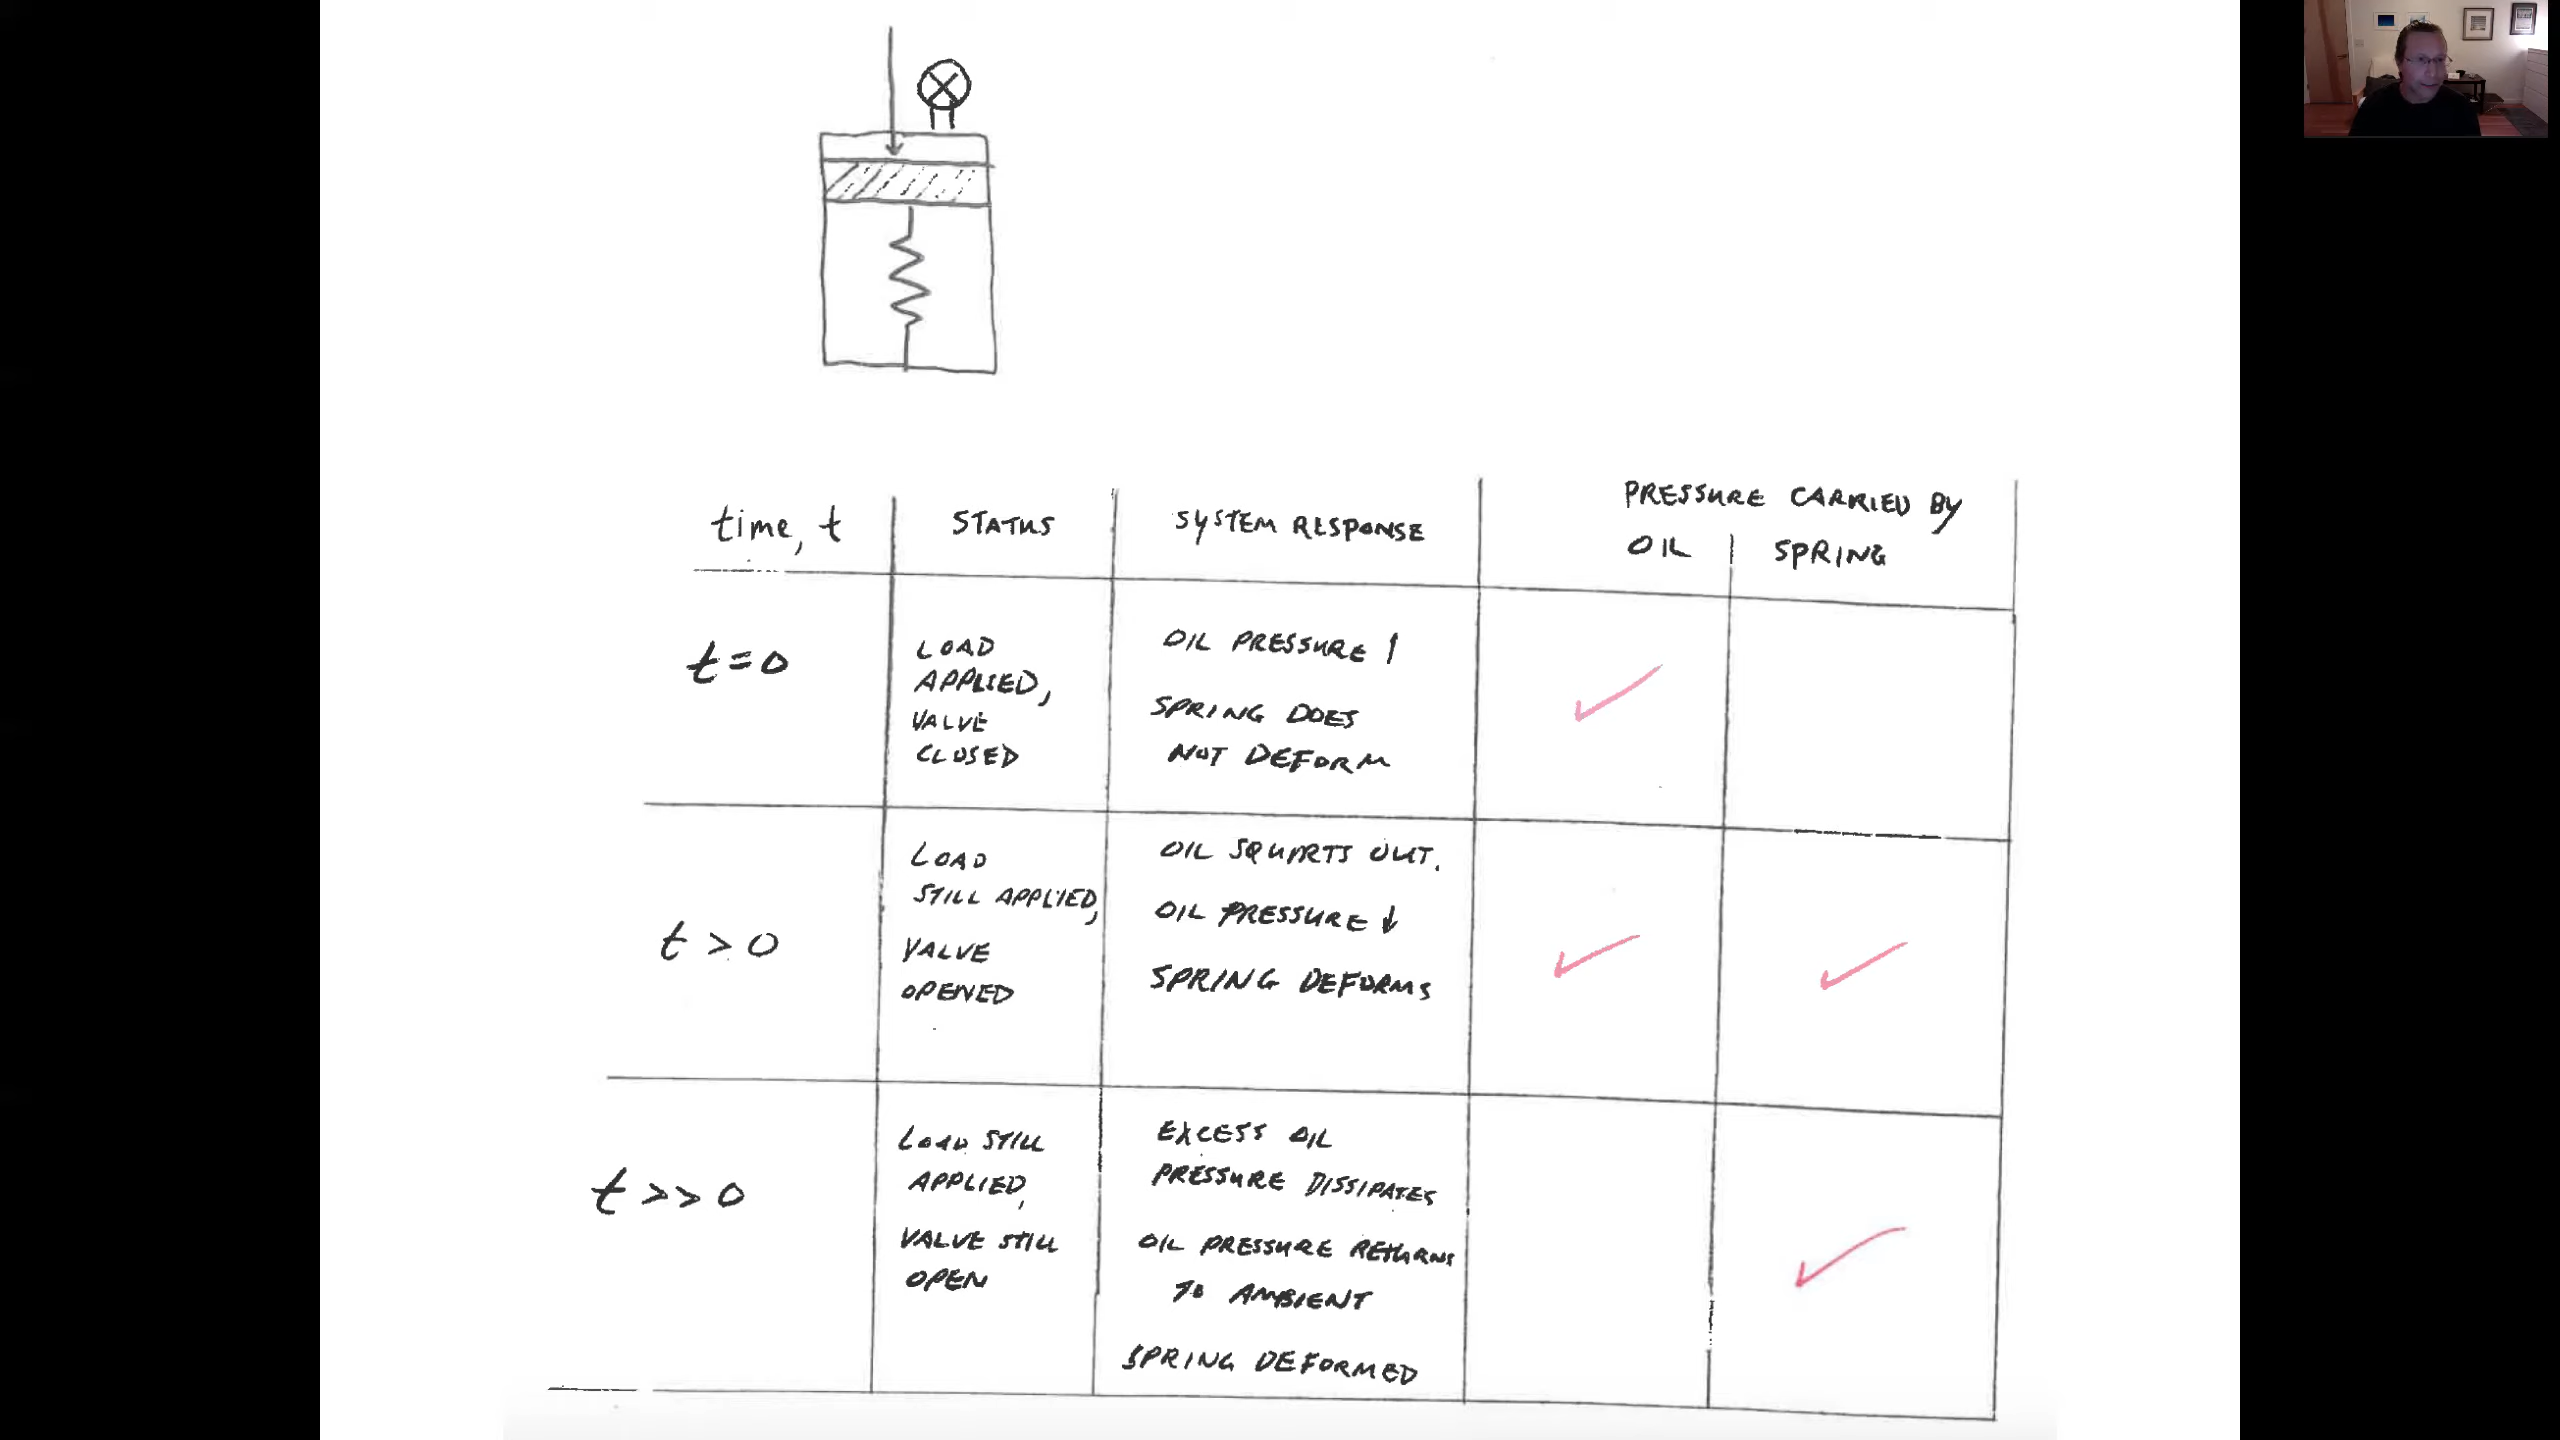 PRESSURE CARRIED BY
time, t
STATUS
SYSTEM RESPONSE
OIL | SPRING
t=0
LOAD
APPLIED,
VALVE
CLOSED
OIL PRESSURE ↑
SPRING DOES
NOT DEFORM
✓
t > 0
LOAD
STILL APPLIED,
VALVE
OPENED
OIL SQUIRTS OUT.
OIL PRESSURE ↓
SPRING DEFORMS
✓
✓
t >> 0
LOAD STILL
APPLIED,
VALVE STILL
OPEN
EXCESS OIL
PRESSURE DISSIPATES
OIL PRESSURE RETURNS
TO AMBIENT
SPRING DEFORMED
✓